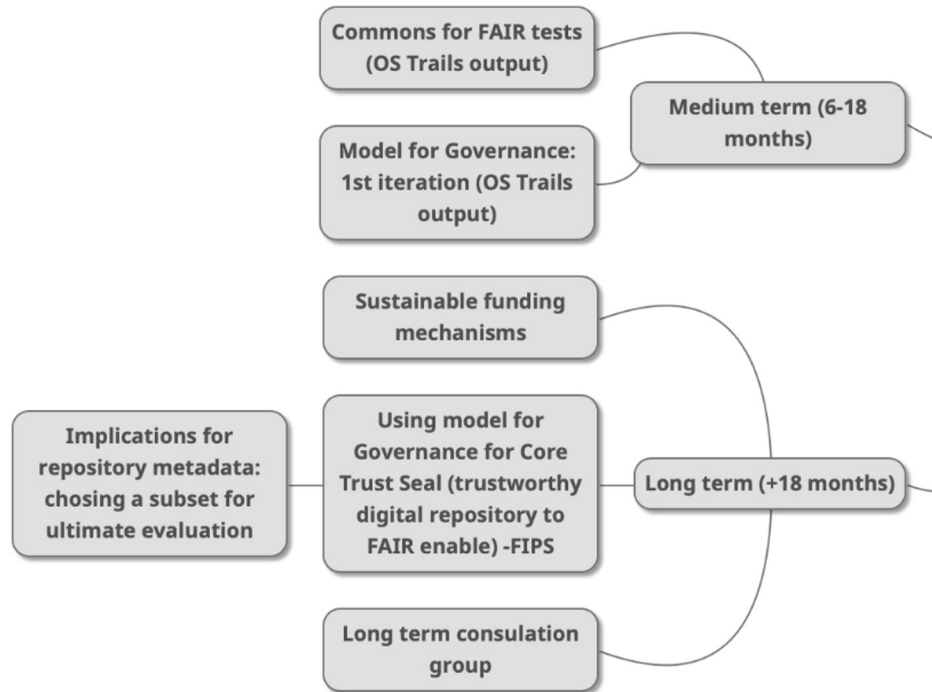 Commons for FAIR tests
(OS Trails output)
Medium term (6-18
months)
Model for Governance:
1st iteration (OS Trails
output)
Sustainable funding
mechanisms
Implications for
repository metadata:
chosing a subset for
ultimate evaluation
Using model for
Governance for Core
Trust Seal (trustworthy
digital repository to
FAIR enable) -FIPS
Long term (+18 months)
Long term consulation
group